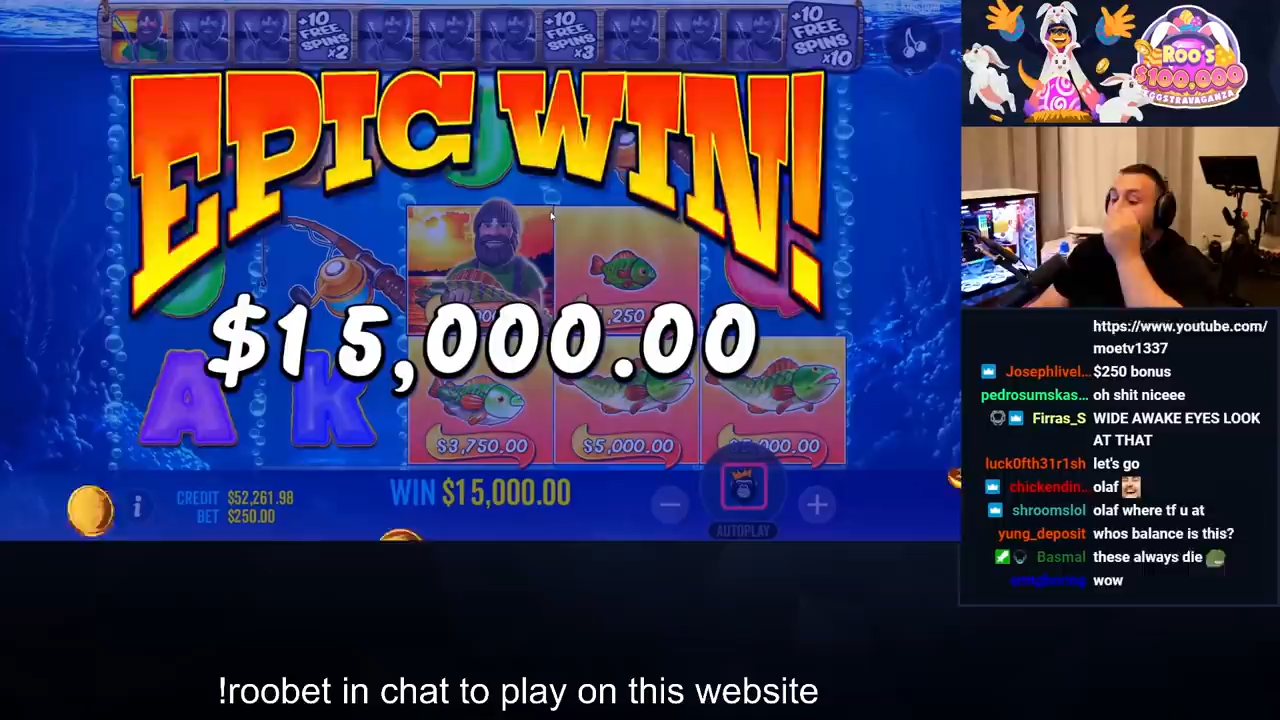 +10
FREE
SPINS
x2
+10
FREE
SPINS
x3
+10
FREE
SPINS
x10
EPIC WIN!
$15,000.00
,250
A
K
$3,750.00
$5,000.00
CREDIT $52,261.98
BET $250.00
WIN $15,000.00
AUTOPLAY
ROO'S
$100,000
EGGSTRAVAGANZA
https://www.youtube.com/
moetv1337
Josephlivel... $250 bonus
pedrosumskas... oh shit niceee
Firras_S WIDE AWAKE EYES LOOK
AT THAT
luck0fth31r1sh let's go
chickendin... olaf
shroomslol olaf where tf u at
yung_deposit whos balance is this?
Basmal these always die
wow
!roobet in chat to play on this website